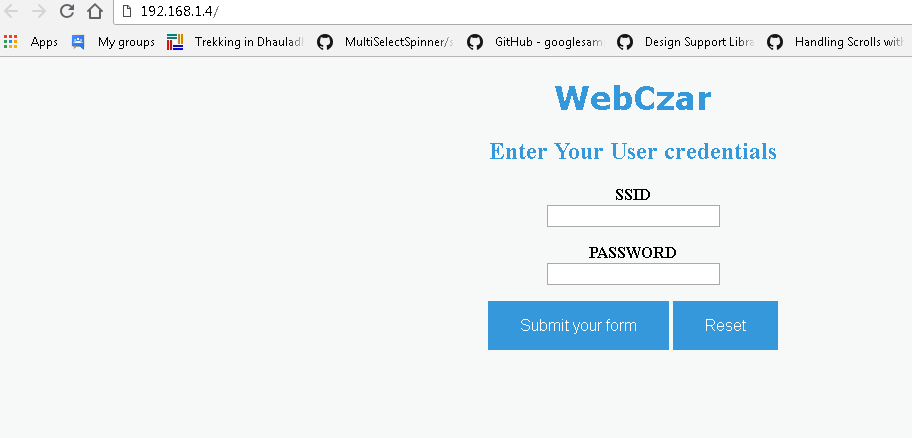 192.168.1.4/
Apps My groups Trekking in Dhaulad MultiSelectSpinner/s GitHub - googlesam Design Support Libra Handling Scrolls with
WebCzar
Enter Your User credentials
SSID
PASSWORD
Submit your form Reset